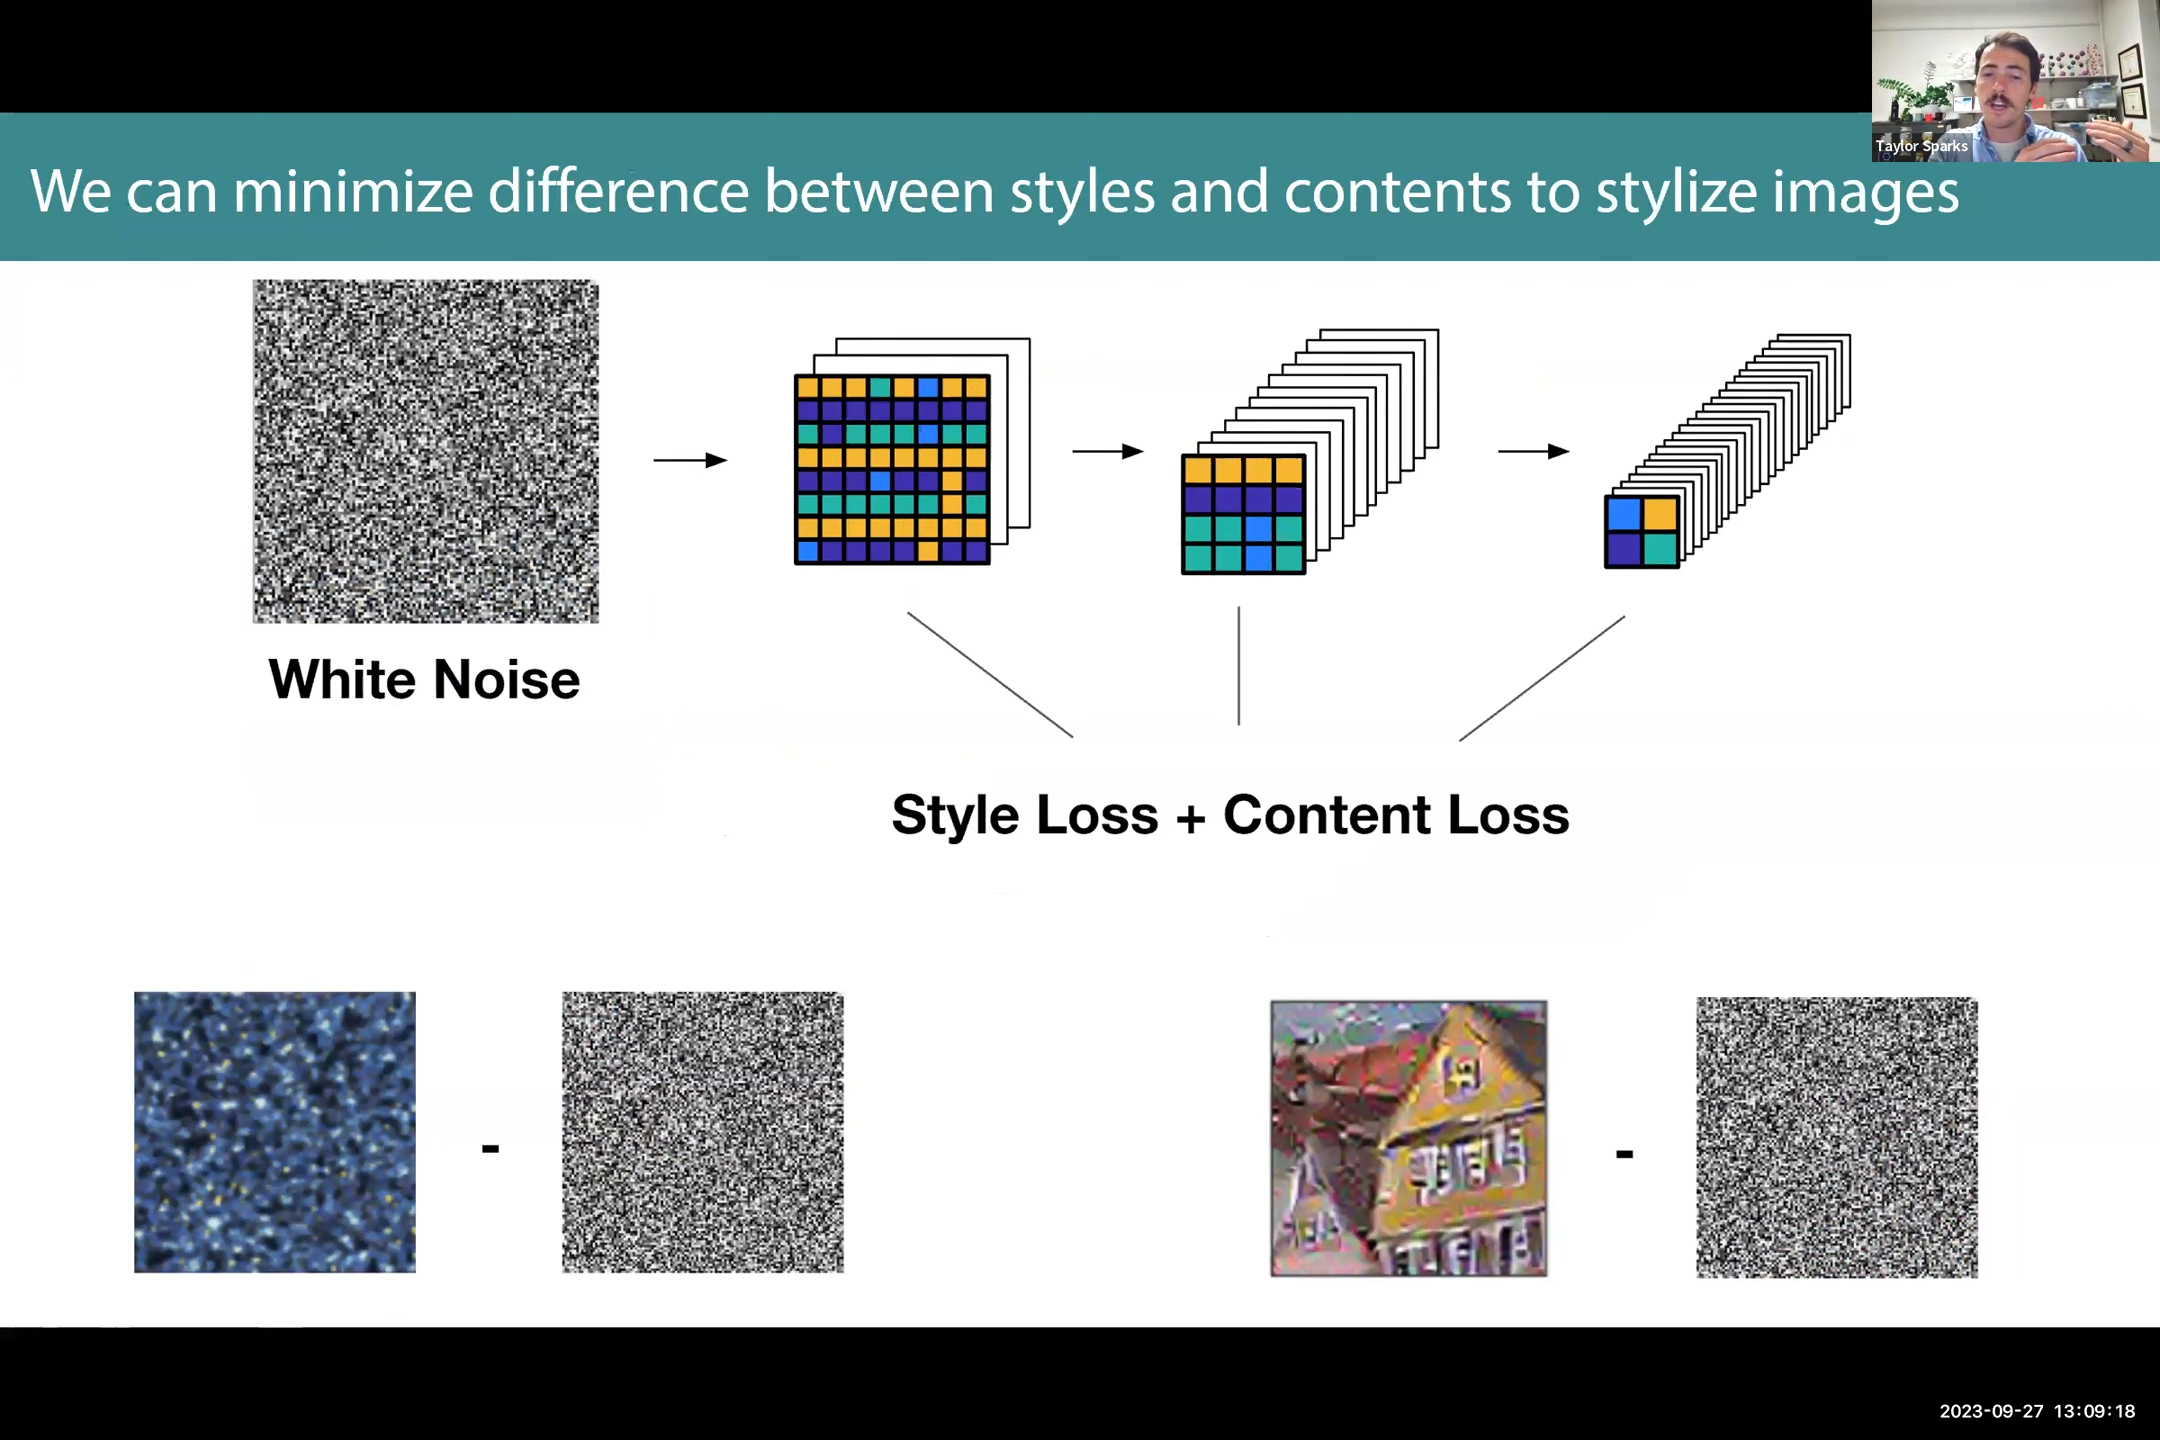 Taylor Sparks
We can minimize difference between styles and contents to stylize images
White Noise
Style Loss + Content Loss
-
-
2023-09-27 13:09:18